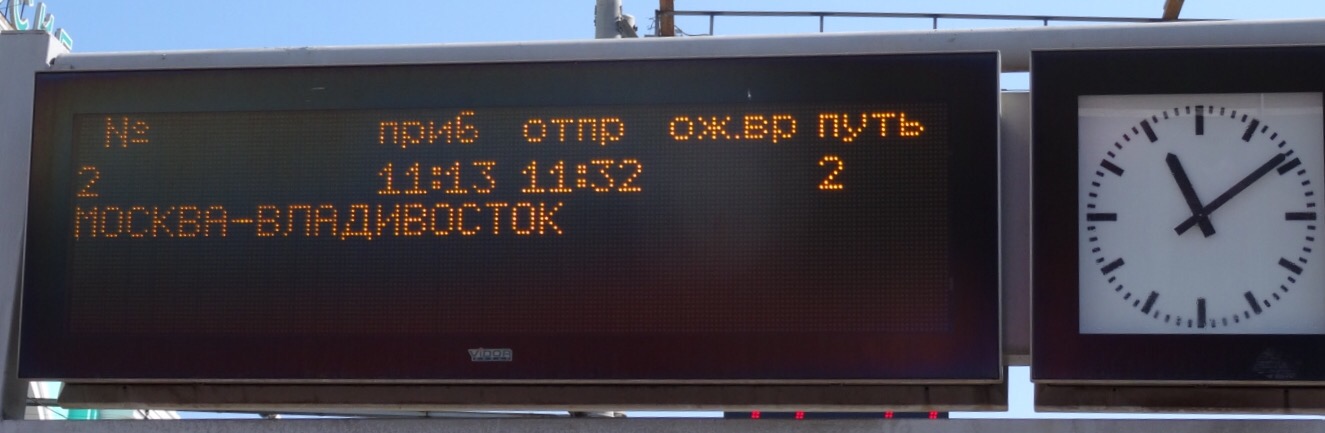 № приб отпр ож.вр путь
2 11:13 11:32 2
МОСКВА-ВЛАДИВОСТОК